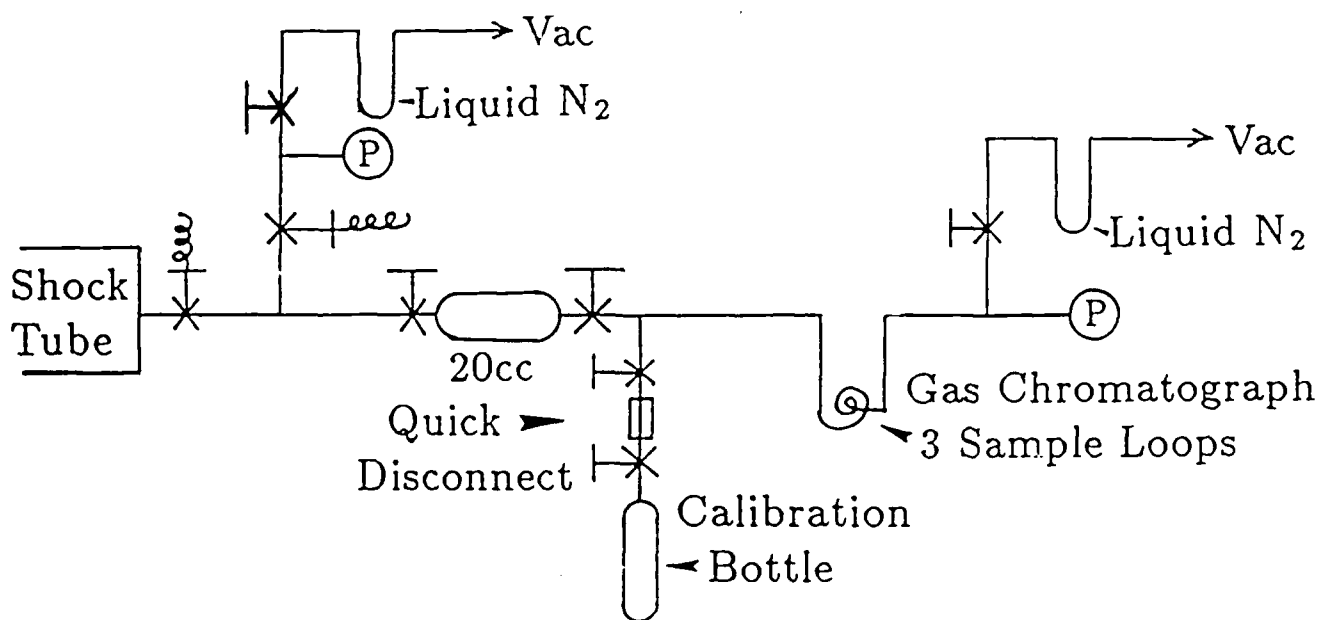 Vac
Liquid N₂
P
Vac
Liquid N₂
Shock
Tube
P
20cc
Quick
Disconnect
Gas Chromatograph
3 Sample Loops
Calibration
Bottle